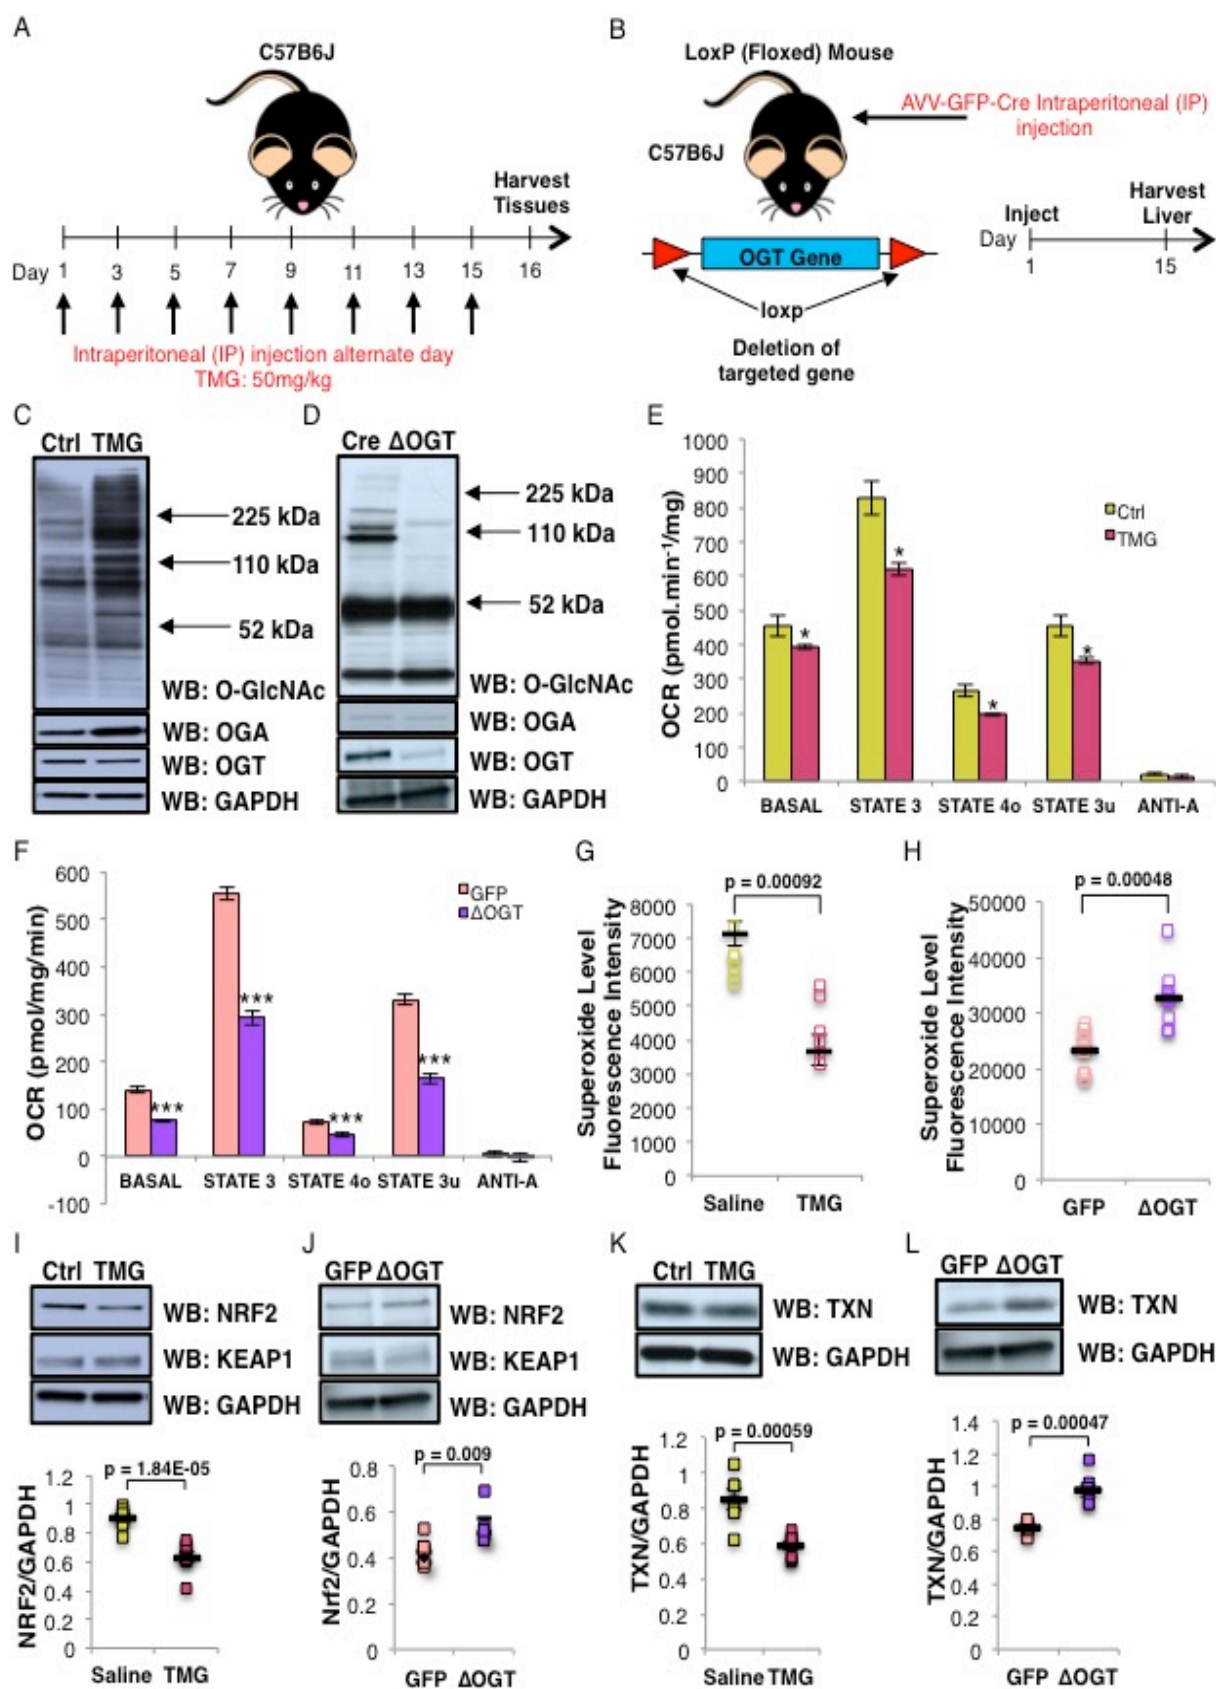 A
C57B6J
Harvest
Tissues
Day 1 3 5 7 9 11 13 15 16
Intraperitoneal (IP) injection alternate day
TMG: 50mg/kg
B
LoxP (Floxed) Mouse
AVV-GFP-Cre Intraperitoneal (IP)
injection
C57B6J
OGT Gene
loxp
Deletion of
targeted gene
Inject
Harvest
Liver
Day
1 15
C
Ctrl TMG
225 kDa
110 kDa
52 kDa
WB: O-GlcNAc
WB: OGA
WB: OGT
WB: GAPDH
D
Cre ΔOGT
225 kDa
110 kDa
52 kDa
WB: O-GlcNAc
WB: OGA
WB: OGT
WB: GAPDH
E
OCR (pmol.min⁻¹/mg)
1000
900
800
700
600
500
400
300
200
100
0
Ctrl
TMG
* * * *
BASAL STATE 3 STATE 4o STATE 3u ANTI-A
F
OCR (pmol/mg/min)
600
500
400
300
200
100
0
-100
GFP
ΔOGT
*** *** *** ***
BASAL STATE 3 STATE 4o STATE 3u ANTI-A
G
p = 0.00092
Superoxide Level
Fluorescence Intensity
8000
7000
6000
5000
4000
3000
2000
1000
0
Saline TMG
H
p = 0.00048
Superoxide Level
Fluorescence Intensity
50000
40000
30000
20000
10000
0
GFP ΔOGT
I
Ctrl TMG
WB: NRF2
WB: KEAP1
WB: GAPDH
p = 1.84E-05
NRF2/GAPDH
1.2
1
0.8
0.6
0.4
0.2
0
Saline TMG
J
GFP ΔOGT
WB: NRF2
WB: KEAP1
WB: GAPDH
p = 0.009
Nrf2/GAPDH
0.8
0.6
0.4
0.2
0
GFP ΔOGT
K
Ctrl TMG
WB: TXN
WB: GAPDH
p = 0.00059
TXN/GAPDH
1.2
1
0.8
0.6
0.4
0.2
0
Saline TMG
L
GFP ΔOGT
WB: TXN
WB: GAPDH
p = 0.00047
TXN/GAPDH
1.4
1.2
1
0.8
0.6
0.4
0.2
0
GFP ΔOGT